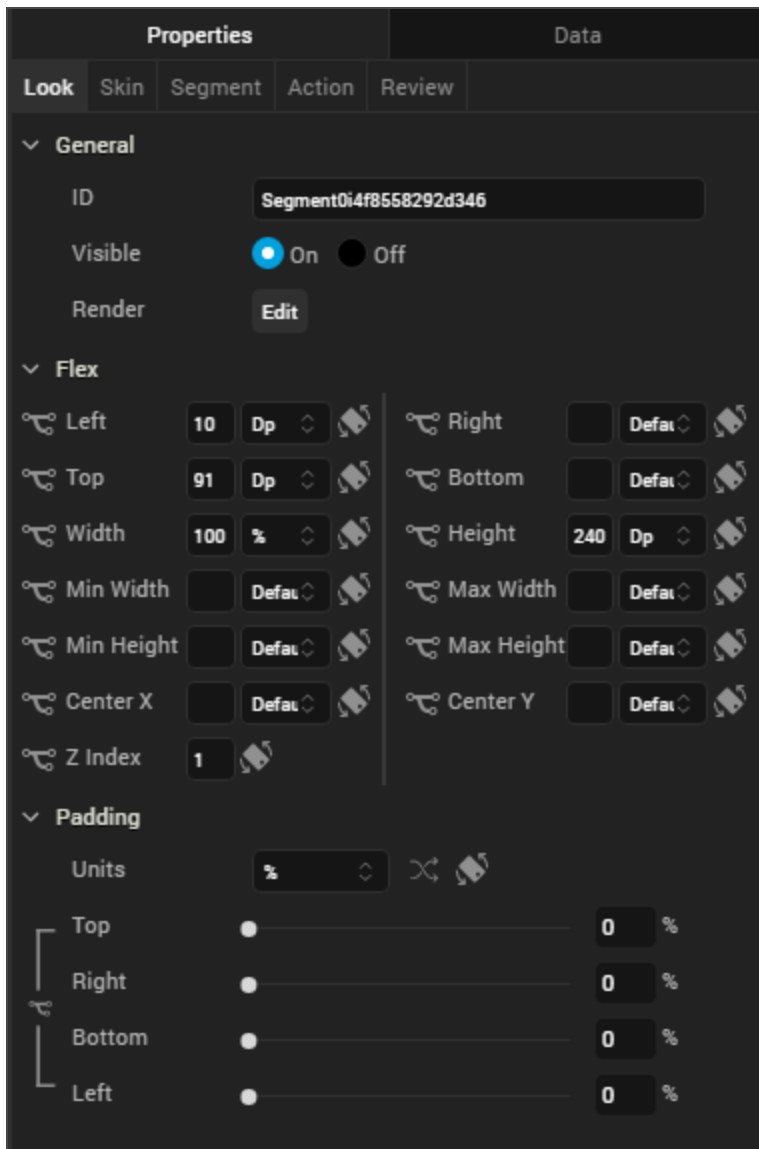 Properties Data
Look Skin Segment Action Review
General
ID Segment0i4f8558292d346
Visible On Off
Render Edit
Flex
Left 10 Dp Right Defau
Top 91 Dp Bottom Defau
Width 100 % Height 240 Dp
Min Width Defau Max Width Defau
Min Height Defau Max Height Defau
Center X Defau Center Y Defau
Z Index 1
Padding
Units %
Top 0 %
Right 0 %
Bottom 0 %
Left 0 %